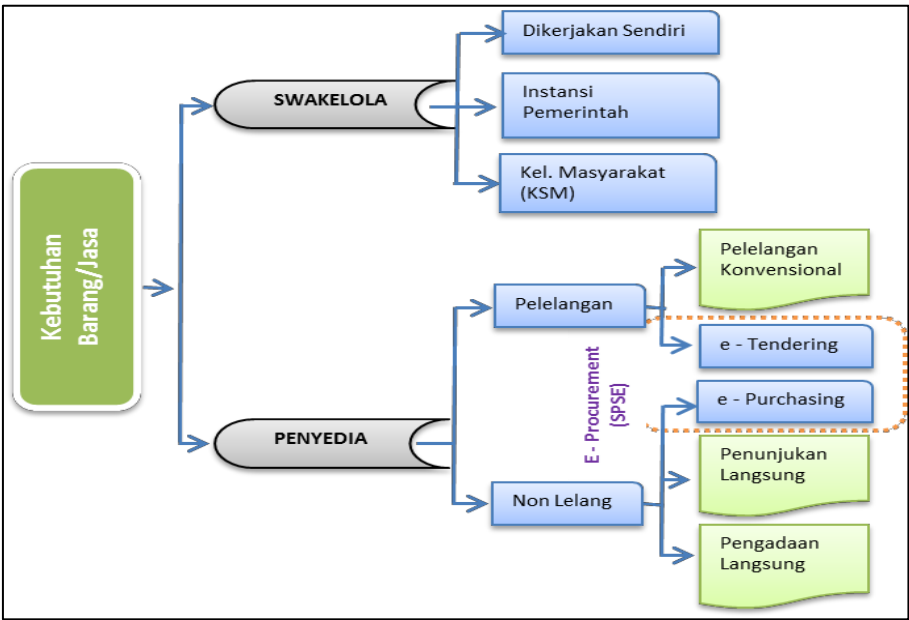 Kebutuhan
Barang/Jasa
SWAKELOLA
Dikerjakan Sendiri
Instansi
Pemerintah
Kel. Masyarakat
(KSM)
PENYEDIA
Pelelangan
Pelelangan
Konvensional
e - Tendering
E - Procurement
(SPSE)
Non Lelang
e - Purchasing
Penunjukan
Langsung
Pengadaan
Langsung